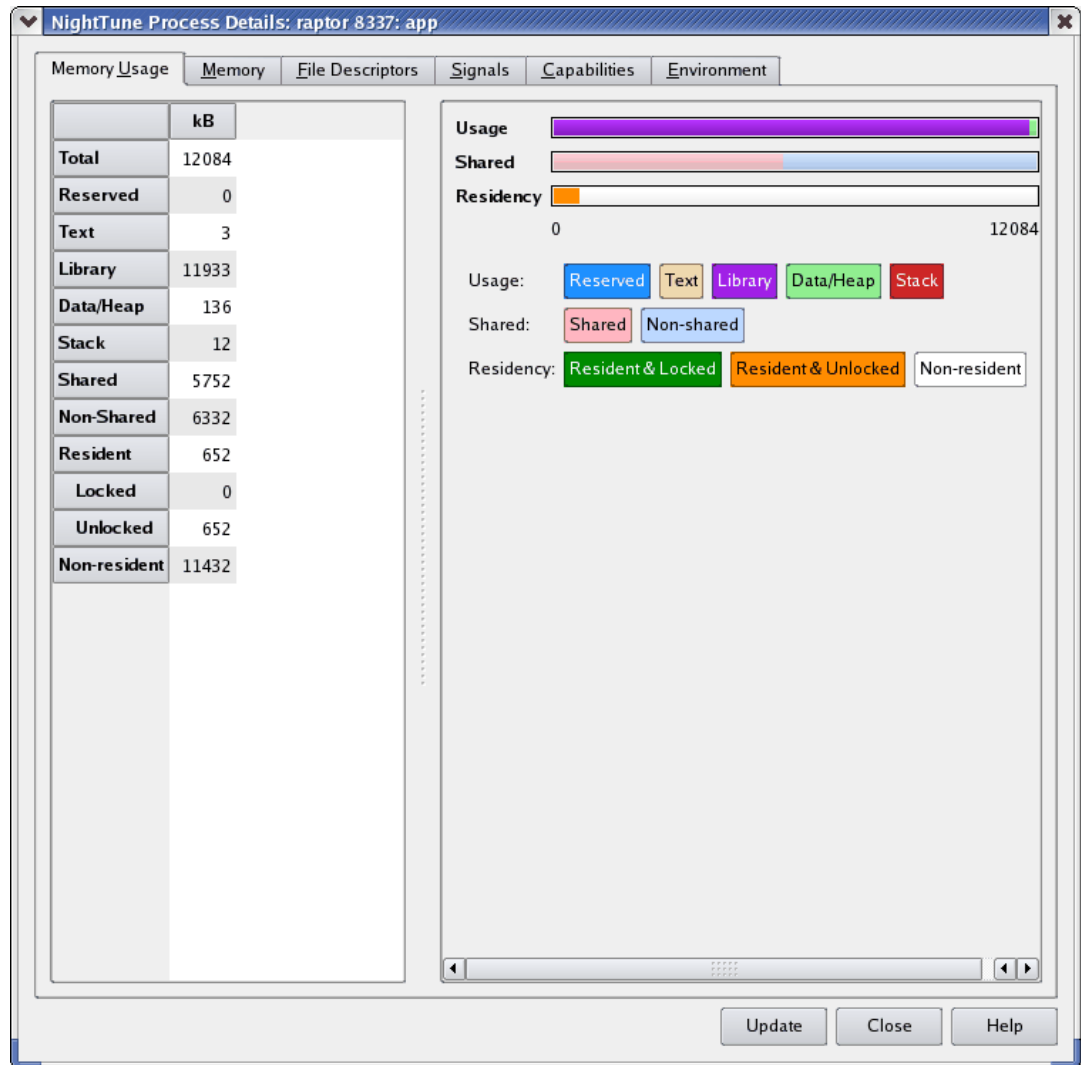 NightTune Process Details: raptor 8337: app
Memory Usage Memory File Descriptors Signals Capabilities Environment
kB
Total 12084
Reserved 0
Text 3
Library 11933
Data/Heap 136
Stack 12
Shared 5752
Non-Shared 6332
Resident 652
Locked 0
Unlocked 652
Non-resident 11432
Usage
Shared
Residency
0 12084
Usage: Reserved Text Library Data/Heap Stack
Shared: Shared Non-shared
Residency: Resident & Locked Resident & Unlocked Non-resident
Update Close Help